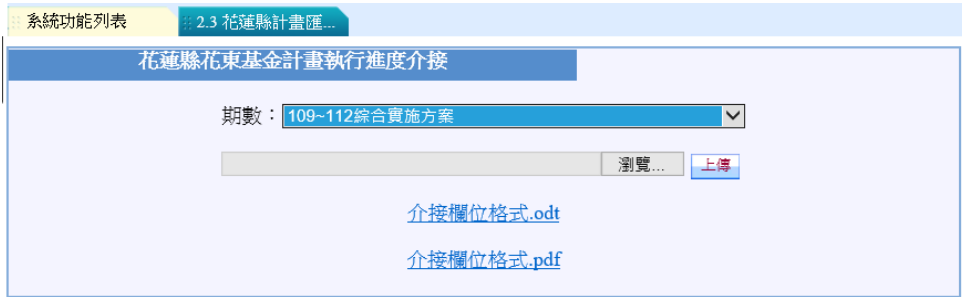 系統功能列表 2.3 花蓮縣計畫匯...
花蓮縣花東基金計畫執行進度介接
期數：109~112綜合實施方案
瀏覽... 上傳
介接欄位格式.odt
介接欄位格式.pdf